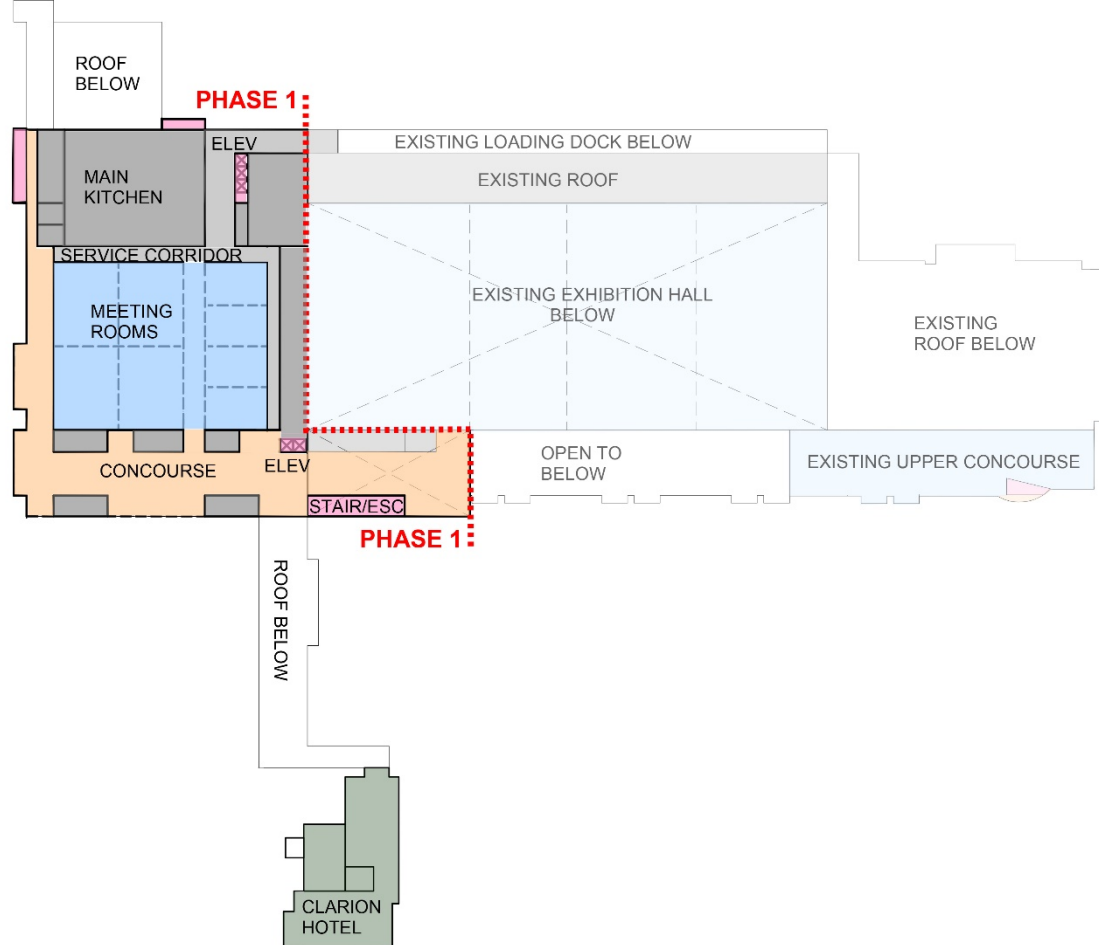 ROOF
BELOW
PHASE 1
ELEV
EXISTING LOADING DOCK BELOW
MAIN
KITCHEN
EXISTING ROOF
SERVICE CORRIDOR
MEETING
ROOMS
EXISTING EXHIBITION HALL
BELOW
EXISTING
ROOF BELOW
CONCOURSE
ELEV
OPEN TO
BELOW
EXISTING UPPER CONCOURSE
STAIR/ESC
PHASE 1
ROOF BELOW
CLARION
HOTEL